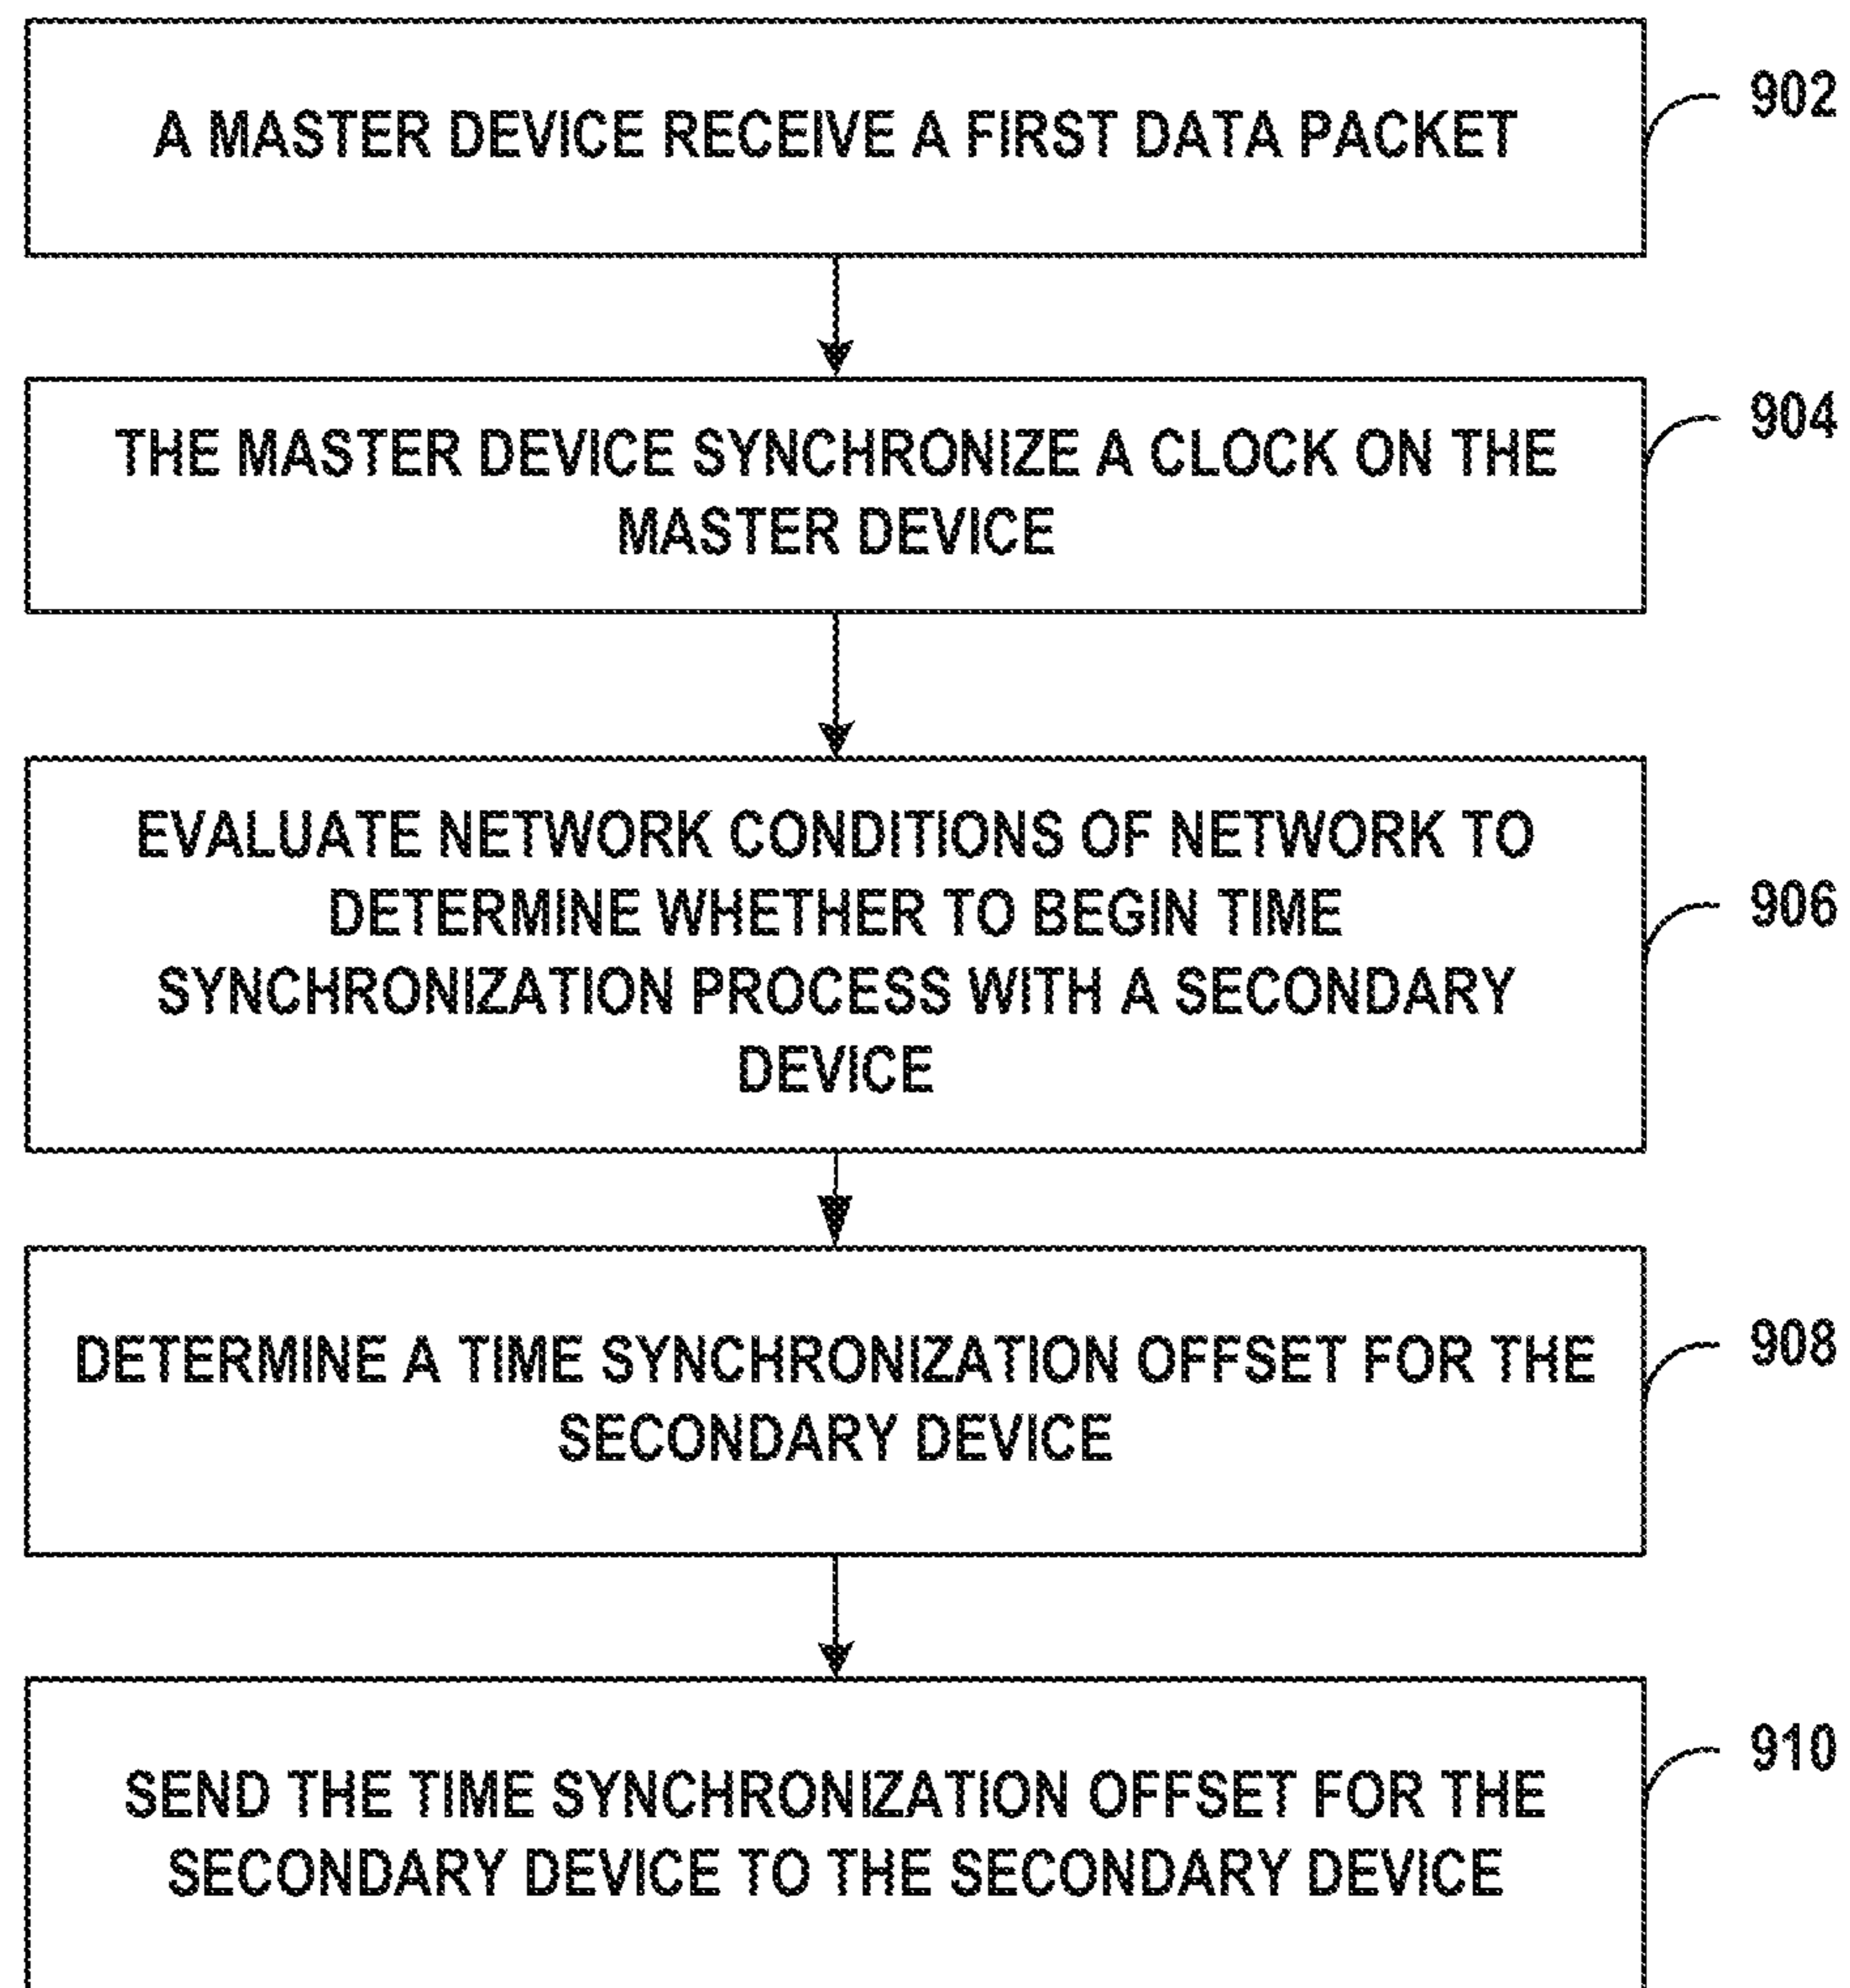 A MASTER DEVICE RECEIVE A FIRST DATA PACKET
902
THE MASTER DEVICE SYNCHRONIZE A CLOCK ON THE
MASTER DEVICE
904
EVALUATE NETWORK CONDITIONS OF NETWORK TO
DETERMINE WHETHER TO BEGIN TIME
SYNCHRONIZATION PROCESS WITH A SECONDARY
DEVICE
906
DETERMINE A TIME SYNCHRONIZATION OFFSET FOR THE
SECONDARY DEVICE
908
SEND THE TIME SYNCHRONIZATION OFFSET FOR THE
SECONDARY DEVICE TO THE SECONDARY DEVICE
910